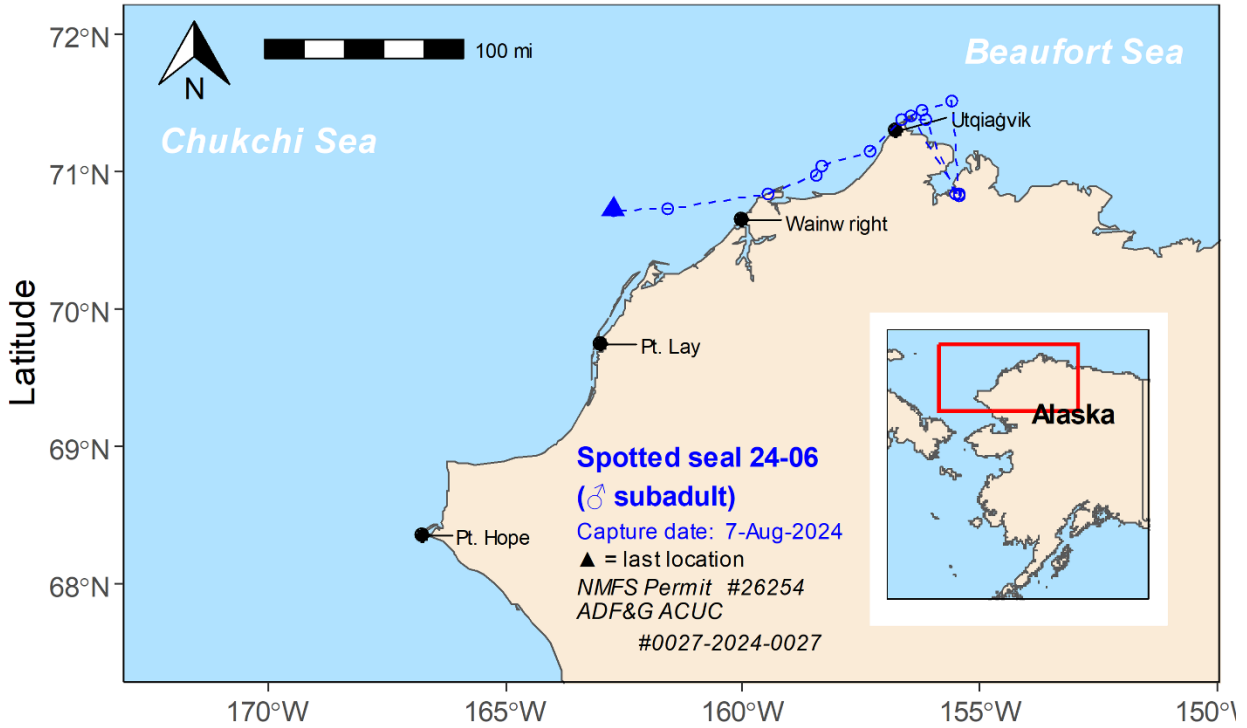 72°N
100 mi
N
Beaufort Sea
Chukchi Sea
Utqiaġvik
71°N
Wainw right
70°N
Latitude
Pt. Lay
69°N
Alaska
Spotted seal 24-06
(♂ subadult)
Capture date: 7-Aug-2024
Pt. Hope
▲ = last location
68°N
NMFS Permit #26254
ADF&G ACUC
#0027-2024-0027
170°W
165°W
160°W
155°W
150°W